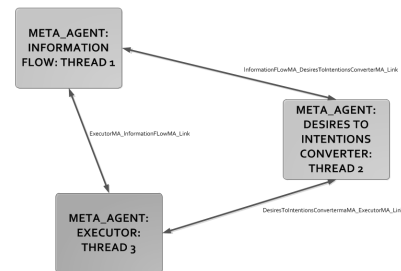 META_AGENT:
INFORMATION
FLOW: THREAD 1
InformationFLowMA_DesiresToIntentionsConverterMA_Link
META_AGENT:
DESIRES TO
INTENTIONS
CONVERTER:
THREAD 2
ExecutorMA_InformationFLowMA_Link
DesiresToIntentionsConvertermaMA_ExecutorMA_Lin
META_AGENT:
EXECUTOR:
THREAD 3